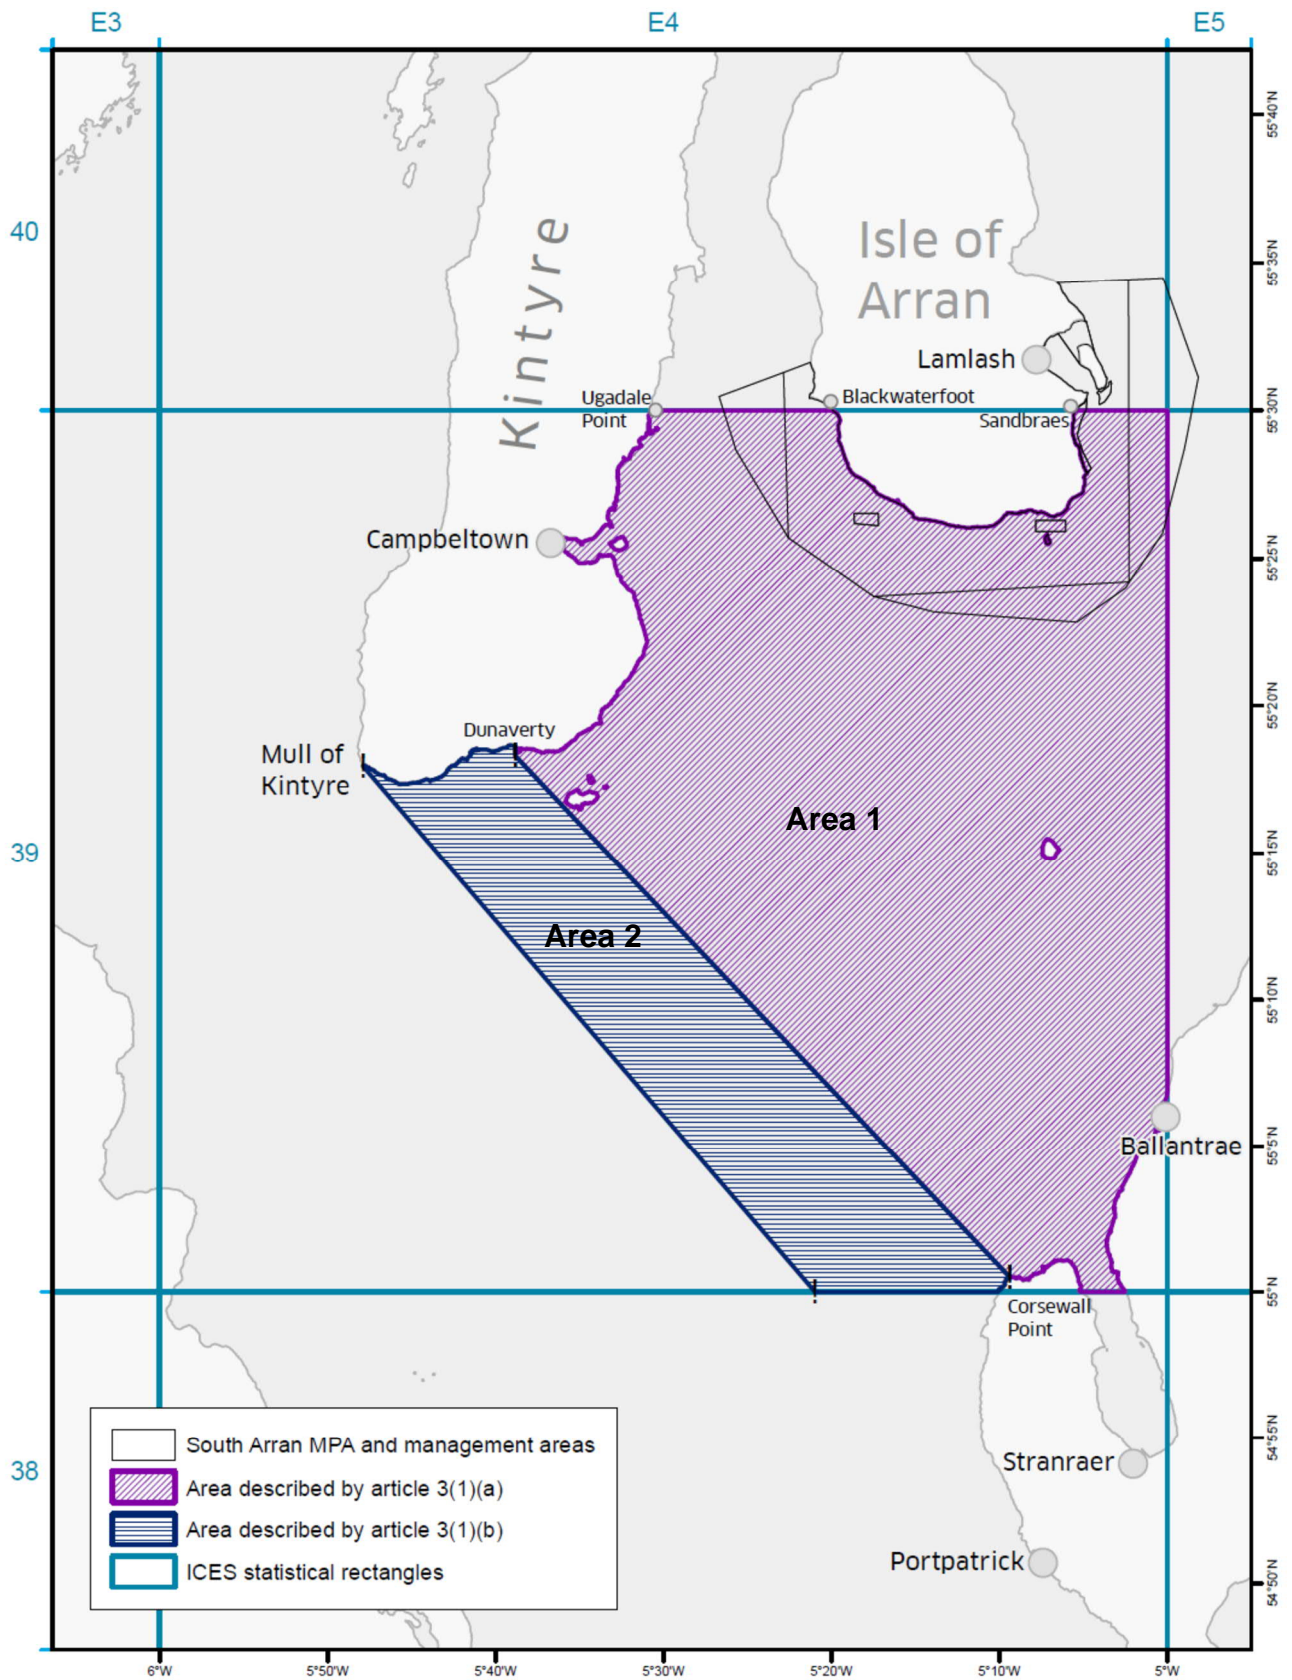 E3
E4
E5
55°40'N
40
Kintyre
Isle of
Arran
55°35'N
Lamlash
Ugadale
Point
Blackwaterfoot
Sandbraes
55°30'N
Campbeltown
55°25'N
55°20'N
Dunaverty
Mull of
Kintyre
Area 1
39
55°15'N
Area 2
55°10'N
Ballantrae
55°5'N
55°N
Corsewall
Point
54°55'N
South Arran MPA and management areas
Stranraer
38
Area described by article 3(1)(a)
Area described by article 3(1)(b)
Portpatrick
ICES statistical rectangles
54°50'N
6°W
5°50'W
5°40'W
5°30'W
5°20'W
5°10'W
5°W